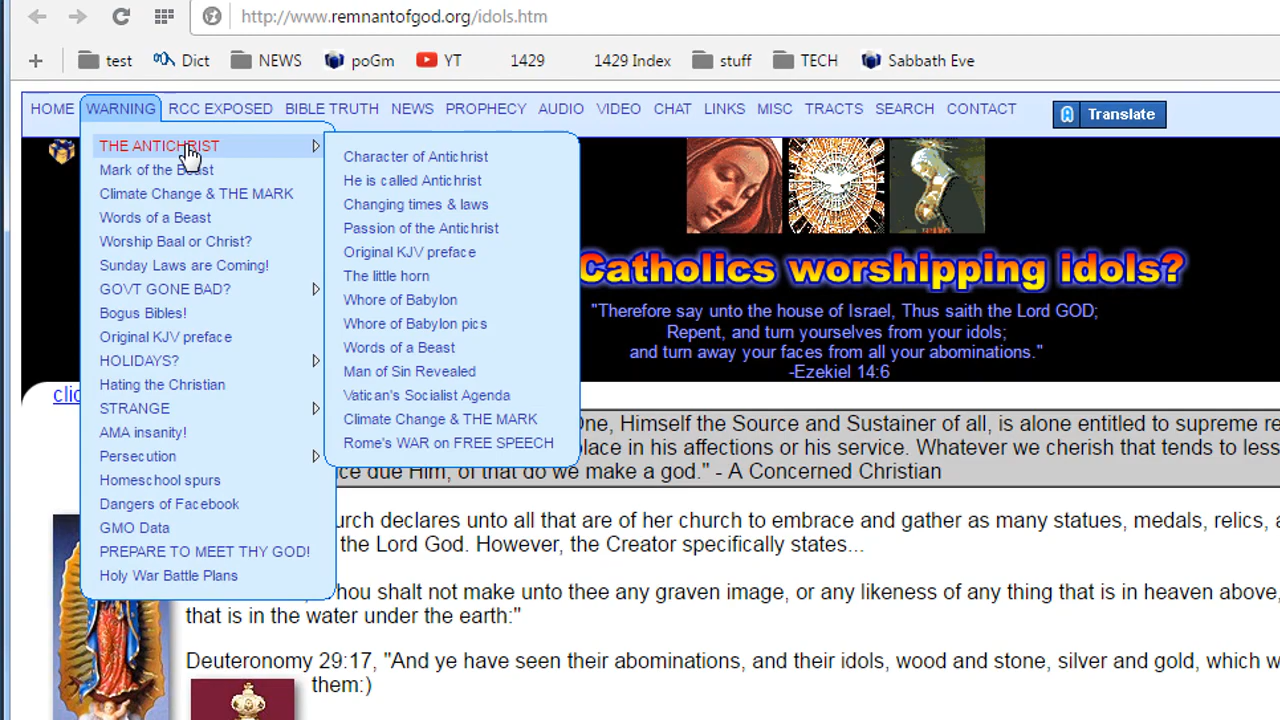 http://www.remnantofgod.org/idols.htm
test Dict NEWS poGm YT 1429 1429 Index stuff TECH Sabbath Eve
HOME WARNING RCC EXPOSED BIBLE TRUTH NEWS PROPHECY AUDIO VIDEO CHAT LINKS MISC TRACTS SEARCH CONTACT Translate
THE ANTICHRIST
Mark of the Beast
Climate Change & THE MARK
Words of a Beast
Worship Baal or Christ?
Sunday Laws are Coming!
GOVT GONE BAD?
Bogus Bibles!
Original KJV preface
HOLIDAYS?
Hating the Christian
STRANGE
AMA insanity!
Persecution
Homeschool spurs
Dangers of Facebook
GMO Data
PREPARE TO MEET THY GOD!
Holy War Battle Plans
Character of Antichrist
He is called Antichrist
Changing times & laws
Passion of the Antichrist
Original KJV preface
The little horn
Whore of Babylon
Whore of Babylon pics
Words of a Beast
Man of Sin Revealed
Vatican's Socialist Agenda
Climate Change & THE MARK
Rome's WAR on FREE SPEECH
Catholics worshipping idols?
"Therefore say unto the house of Israel, Thus saith the Lord GOD;
Repent, and turn yourselves from your idols;
and turn away your faces from all your abominations."
-Ezekiel 14:6
One, Himself the Source and Sustainer of all, is alone entitled to supreme
place in his affections or his service. Whatever we cherish that tends to
due Him, of that do we make a god." - A Concerned Christian
declares unto all that are of her church to embrace and gather as many statues, medals, relics,
the Lord God. However, the Creator specifically states...
shalt not make unto thee any graven image, or any likeness of any thing that is in heaven above,
that is in the water under the earth:"
Deuteronomy 29:17, "And ye have seen their abominations, and their idols, wood and stone, silver and gold, which
them:)